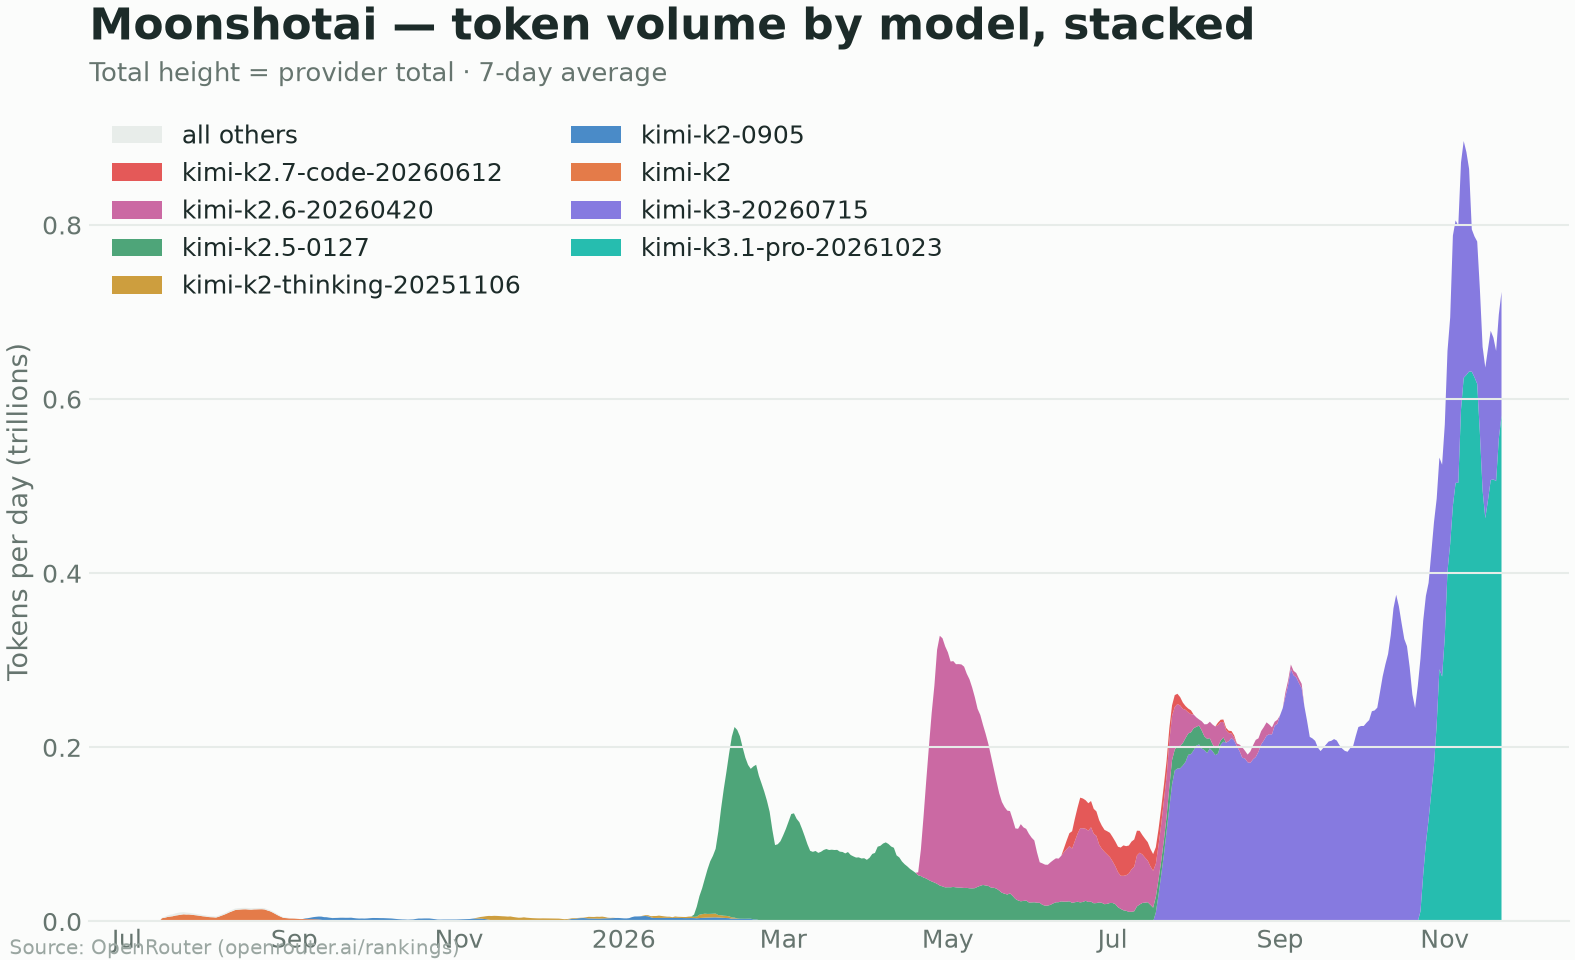 Moonshotai — token volume by model, stacked
Total height = provider total · 7-day average
all others
kimi-k2.7-code-20260612
kimi-k2.6-20260420
kimi-k2.5-0127
kimi-k2-thinking-20251106
kimi-k2-0905
kimi-k2
kimi-k3-20260715
kimi-k3.1-pro-20261023
Tokens per day (trillions)
0.8
0.6
0.4
0.2
0.0
Jul Sep Nov 2026 Mar May Jul Sep Nov
Source: OpenRouter (openrouter.ai/rankings)